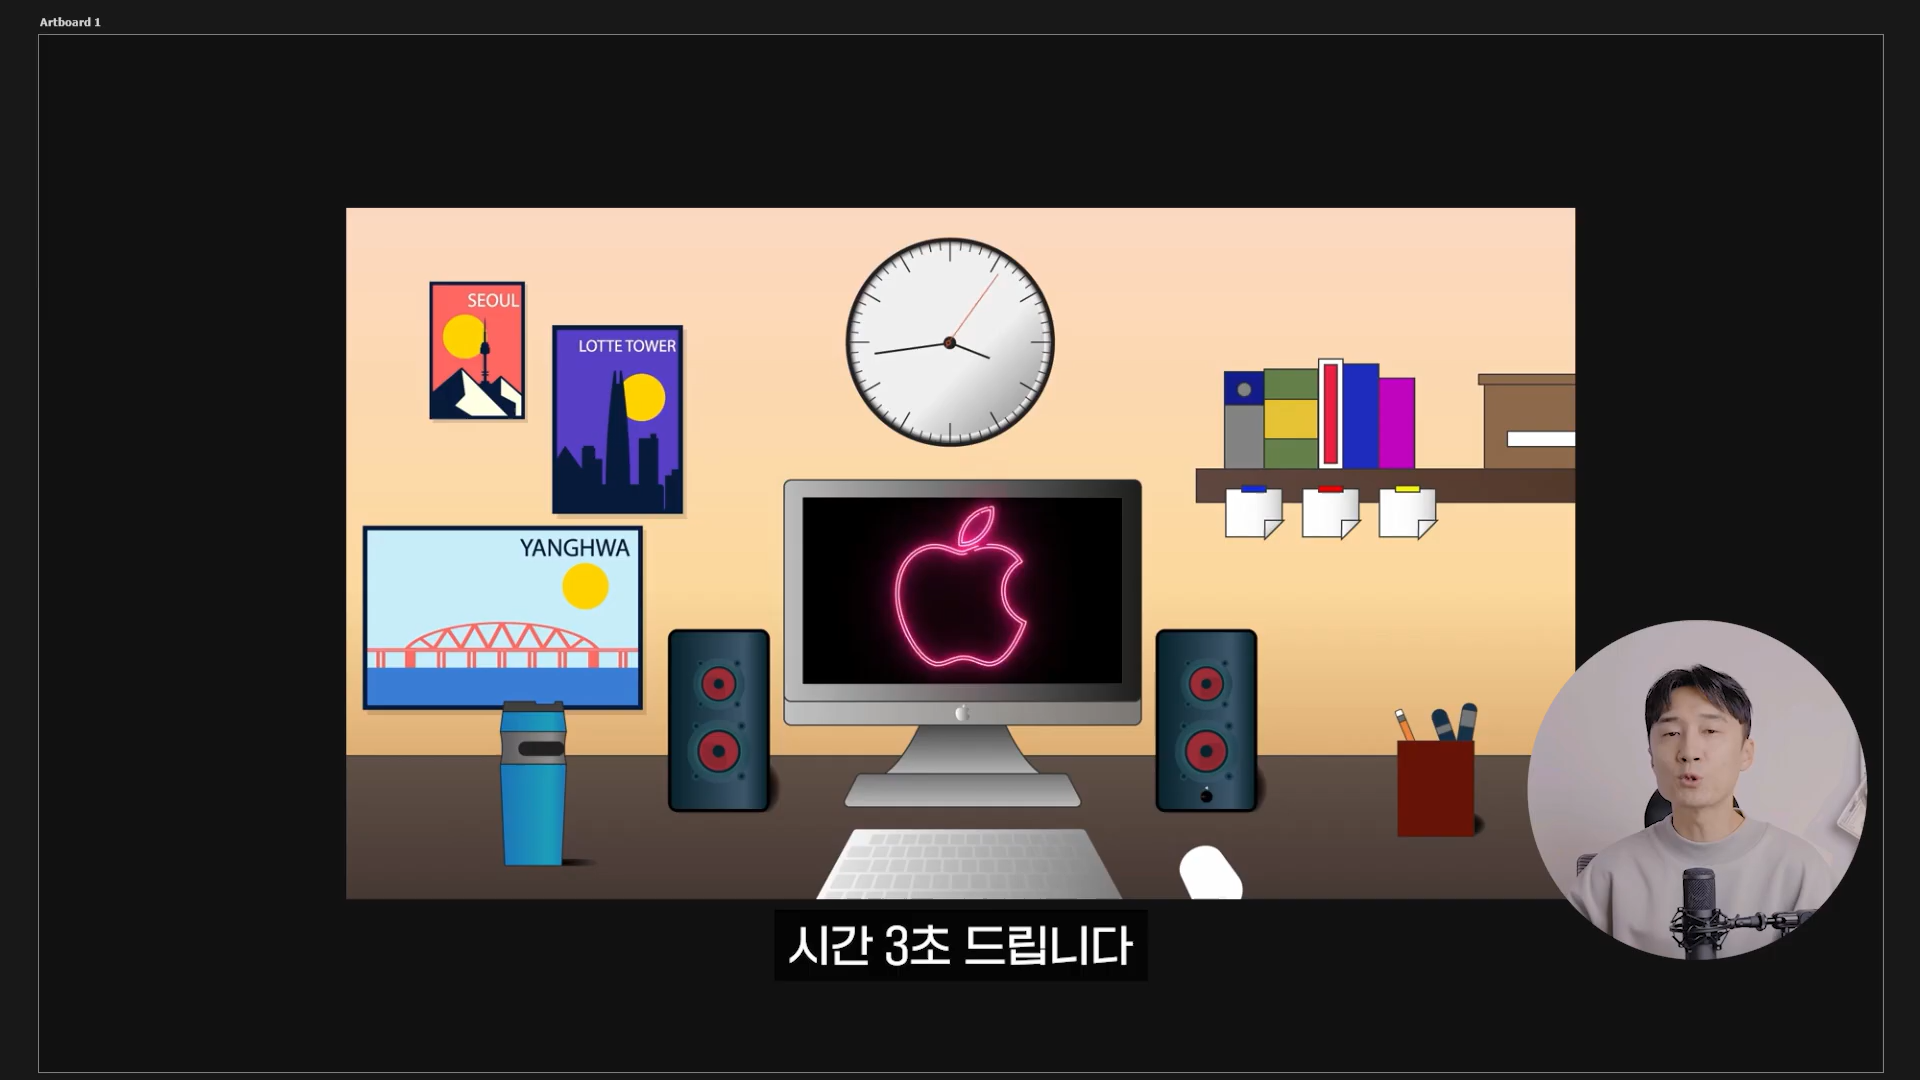 Artboard 1
SEOUL
LOTTE TOWER
YANGHWA
시간 3초 드립니다